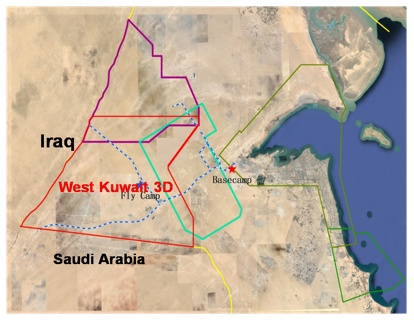 Iraq
West Kuwait 3D
Basecamp
Fly Camp
Saudi Arabia